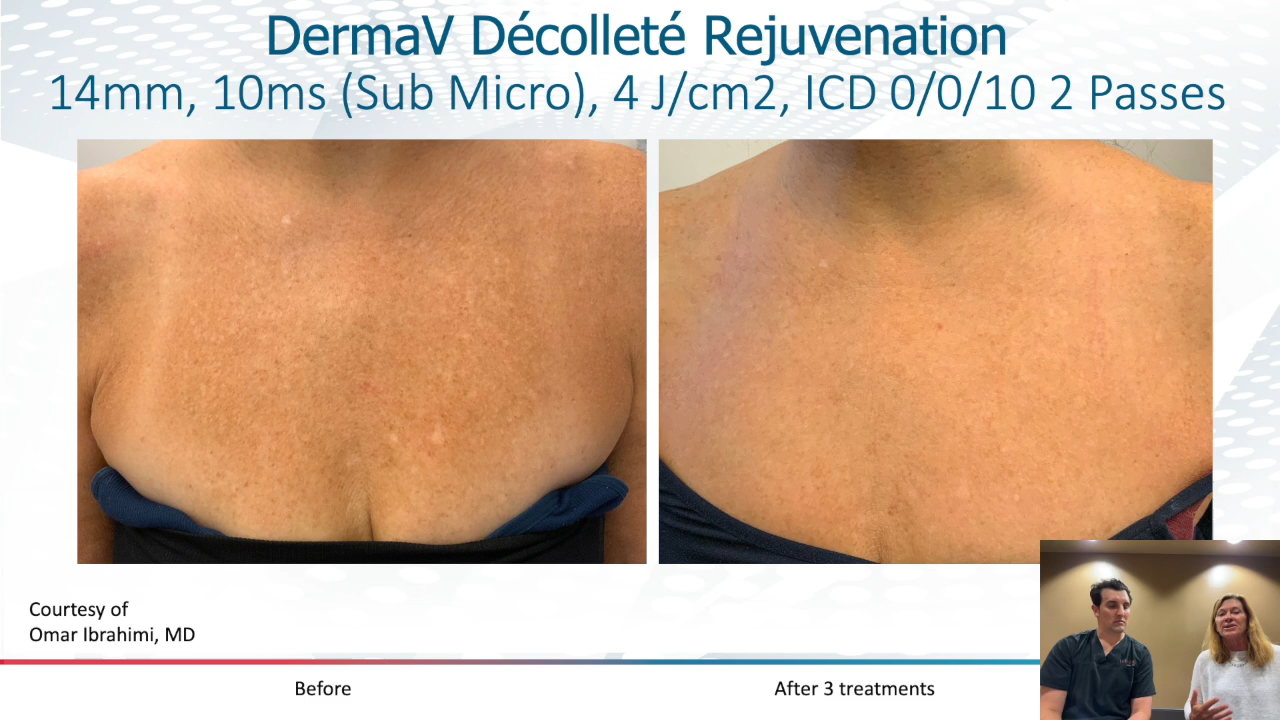 DermaV Décolleté Rejuvenation
14mm, 10ms (Sub Micro), 4 J/cm2, ICD 0/0/10 2 Passes
Courtesy of
Omar Ibrahimi, MD
Before
After 3 treatments